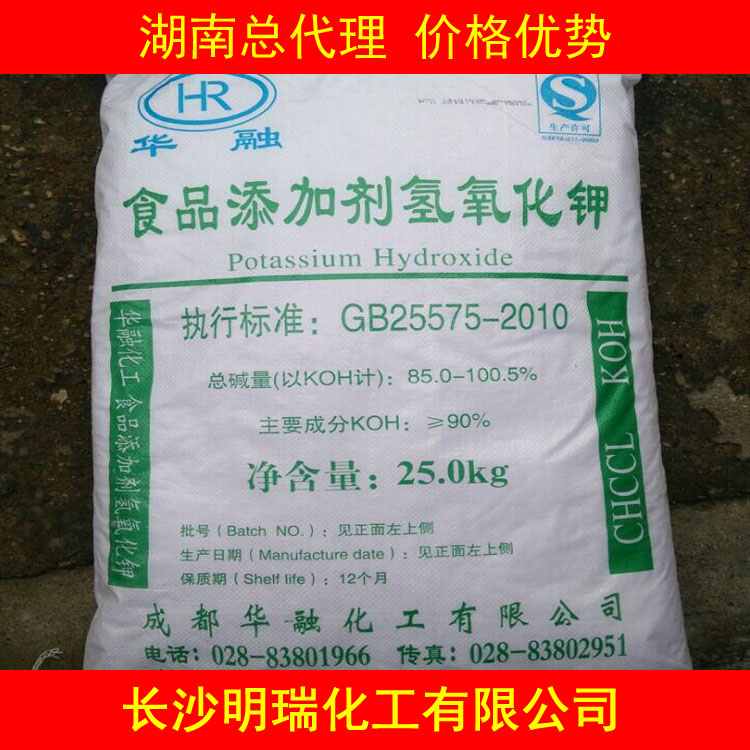 湖南总代理 价格优势
HR
华融
生产许可
食品添加剂氢氧化钾
Potassium Hydroxide
执行标准：GB25575-2010
总碱量(以KOH计)：85.0-100.5%
主要成分KOH：≥90%
净含量：25.0kg
批号（Batch NO.）：见正面左上侧
生产日期（Manufacture date）：见正面左上侧
保质期（Shelf life）：12个月
华融化工 食品添加剂氢氧化钾
CHCCL KOH
成都华融化工有限公司
电话：028-83801966 传真：028-83802951
长沙明瑞化工有限公司